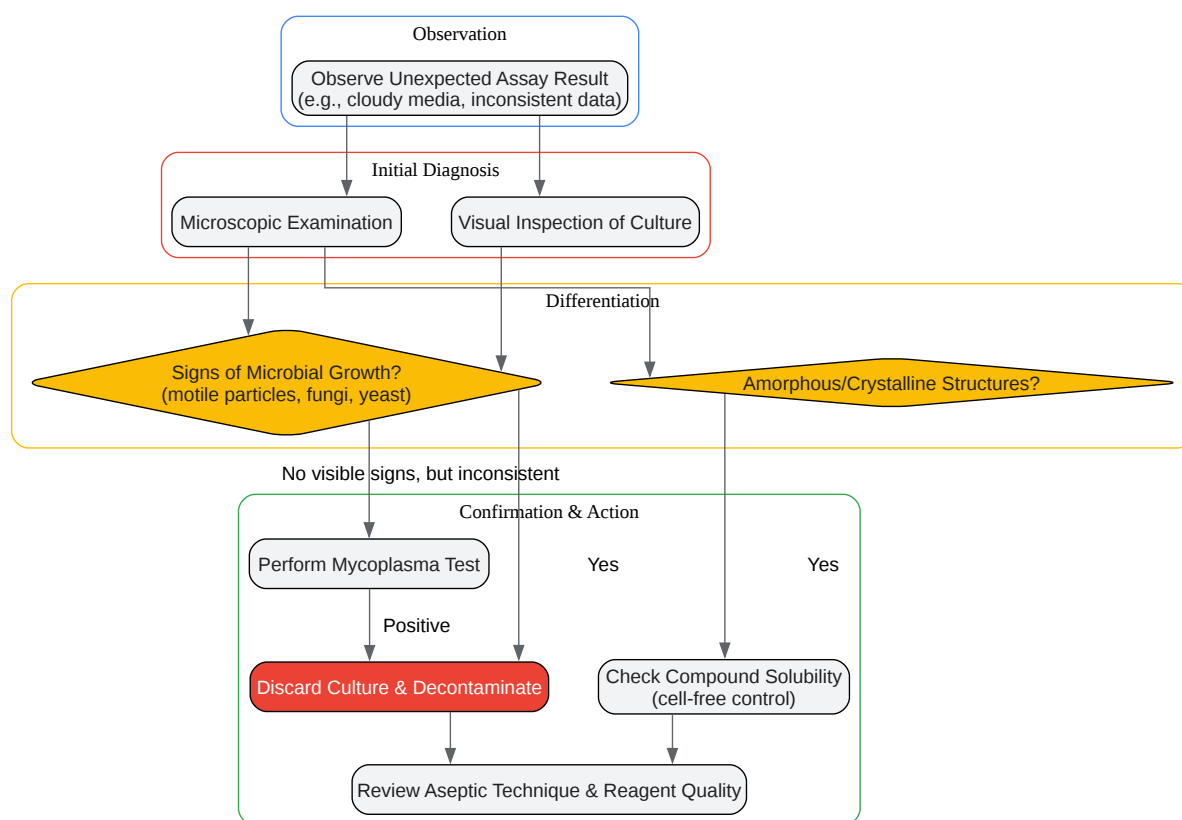 Observation
Observe Unexpected Assay Result
(e.g., cloudy media, inconsistent data)
Initial Diagnosis
Microscopic Examination
Visual Inspection of Culture
Differentiation
Signs of Microbial Growth?
(motile particles, fungi, yeast)
Amorphous/Crystalline Structures?
No visible signs, but inconsistent
Confirmation & Action
Perform Mycoplasma Test
Yes
Yes
Positive
Discard Culture & Decontaminate
Check Compound Solubility
(cell-free control)
Review Aseptic Technique & Reagent Quality